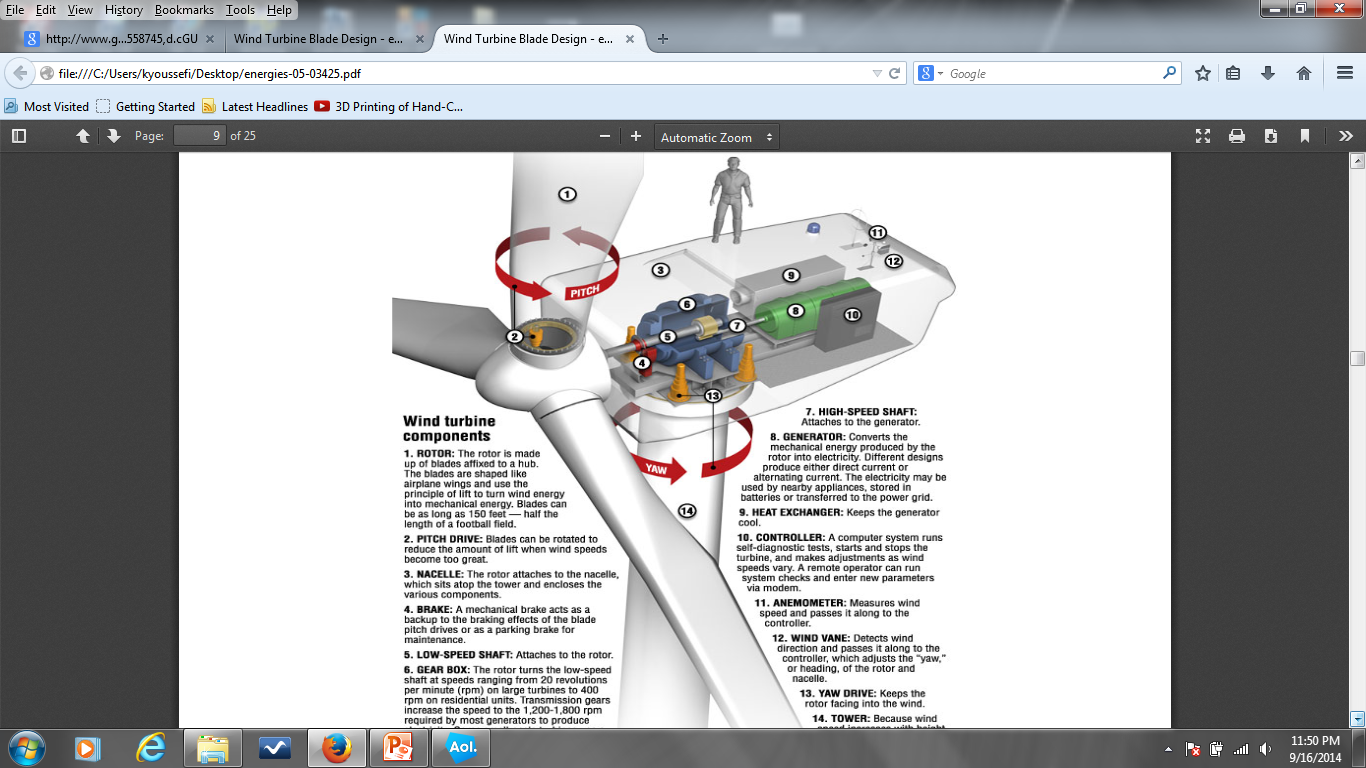 File Edit View History Bookmarks Tools Help
http://www.g...558745,d.cGU
Wind Turbine Blade Design - e...
Wind Turbine Blade Design - e...
file:///C:/Users/kyoussefi/Desktop/energies-05-03425.pdf
Google
Most Visited Getting Started Latest Headlines 3D Printing of Hand-C...
Page: 9 of 25
Automatic Zoom
1
PITCH
2
3
4
5
6
7
8
9
10
11
12
13
YAW
14
Wind turbine
components
1. ROTOR: The rotor is made
up of blades affixed to a hub.
The blades are shaped like
airplane wings and use the
principle of lift to turn wind energy
into mechanical energy. Blades can
be as long as 150 feet — half the
length of a football field.
2. PITCH DRIVE: Blades can be rotated to
reduce the amount of lift when wind speeds
become too great.
3. NACELLE: The rotor attaches to the nacelle,
which sits atop the tower and encloses the
various components.
4. BRAKE: A mechanical brake acts as a
backup to the braking effects of the blade
pitch drives or as a parking brake for
maintenance.
5. LOW-SPEED SHAFT: Attaches to the rotor.
6. GEAR BOX: The rotor turns the low-speed
shaft at speeds ranging from 20 revolutions
per minute (rpm) on large turbines to 400
rpm on residential units. Transmission gears
increase the speed to the 1,200-1,800 rpm
required by most generators to produce
7. HIGH-SPEED SHAFT:
Attaches to the generator.
8. GENERATOR: Converts the
mechanical energy produced by the
rotor into electricity. Different designs
produce either direct current or
alternating current. The electricity may be
used by nearby appliances, stored in
batteries or transferred to the power grid.
9. HEAT EXCHANGER: Keeps the generator
cool.
10. CONTROLLER: A computer system runs
self-diagnostic tests, starts and stops the
turbine, and makes adjustments as wind
speeds vary. A remote operator can run
system checks and enter new parameters
via modem.
11. ANEMOMETER: Measures wind
speed and passes it along to the
controller.
12. WIND VANE: Detects wind
direction and passes it along to the
controller, which adjusts the “yaw,”
or heading, of the rotor and
nacelle.
13. YAW DRIVE: Keeps the
rotor facing into the wind.
14. TOWER: Because wind
Aol.
11:50 PM
9/16/2014